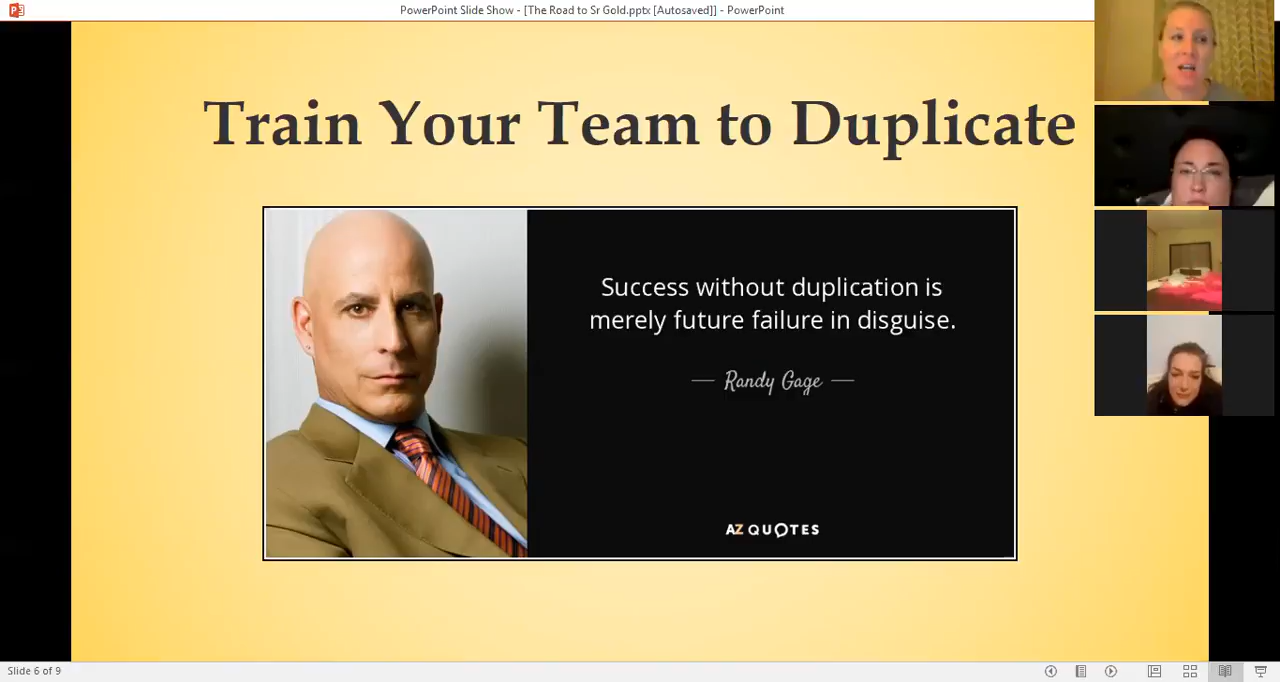 PowerPoint Slide Show - [The Road to Sr Gold.pptx [Autosaved]] - PowerPoint
Train Your Team to Duplicate
Success without duplication is
merely future failure in disguise.
Randy Gage
AZ QUOTES
Slide 6 of 9